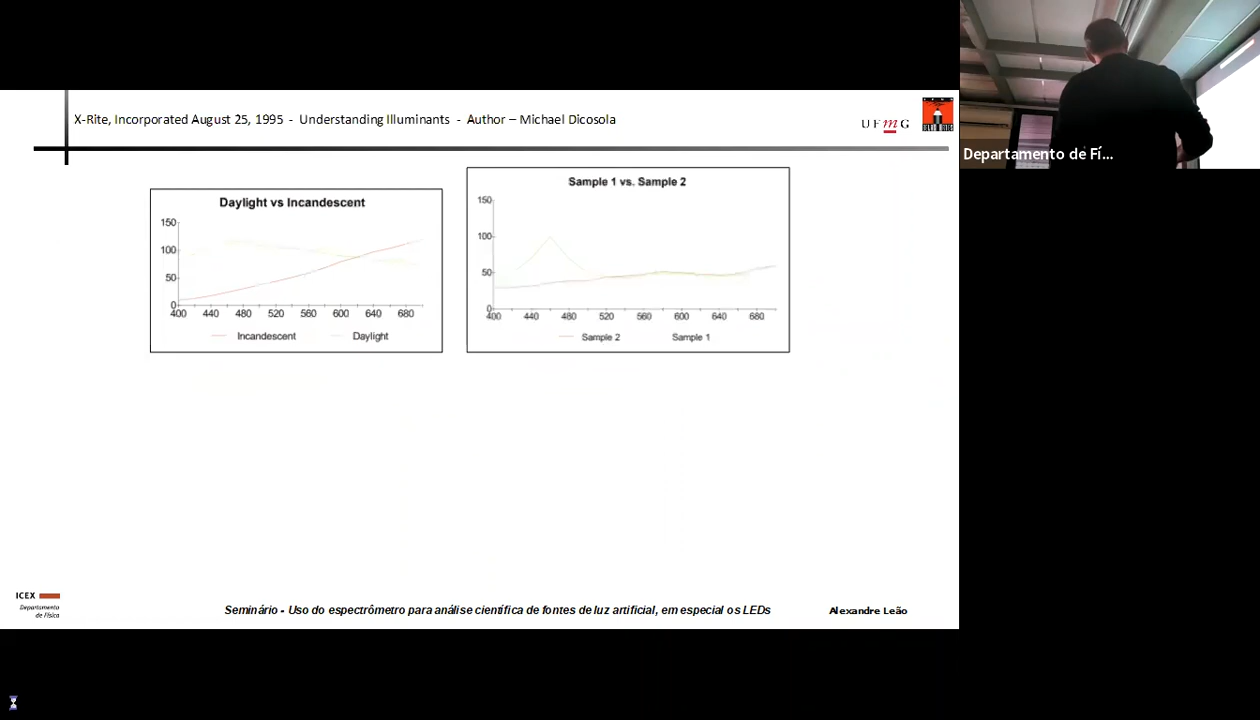 X-Rite, Incorporated August 25, 1995 - Understanding Illuminants - Author – Michael Dicosola
UFmG
Departamento de Fí...
Daylight vs Incandescent
150
100
50
0
400 440 480 520 560 600 640 680
Incandescent Daylight
Sample 1 vs. Sample 2
150
100
50
0
400 440 480 520 560 600 640 680
Sample 2 Sample 1
ICEX
Departamento
de Física
Seminário - Uso do espectrômetro para análise científica de fontes de luz artificial, em especial os LEDs
Alexandre Leão